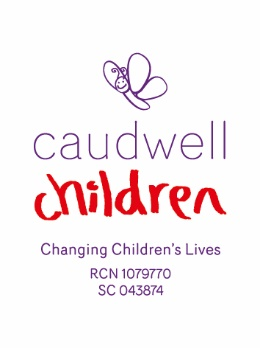 caudwell
children
Changing Children's Lives
RCN 1079770
SC 043874